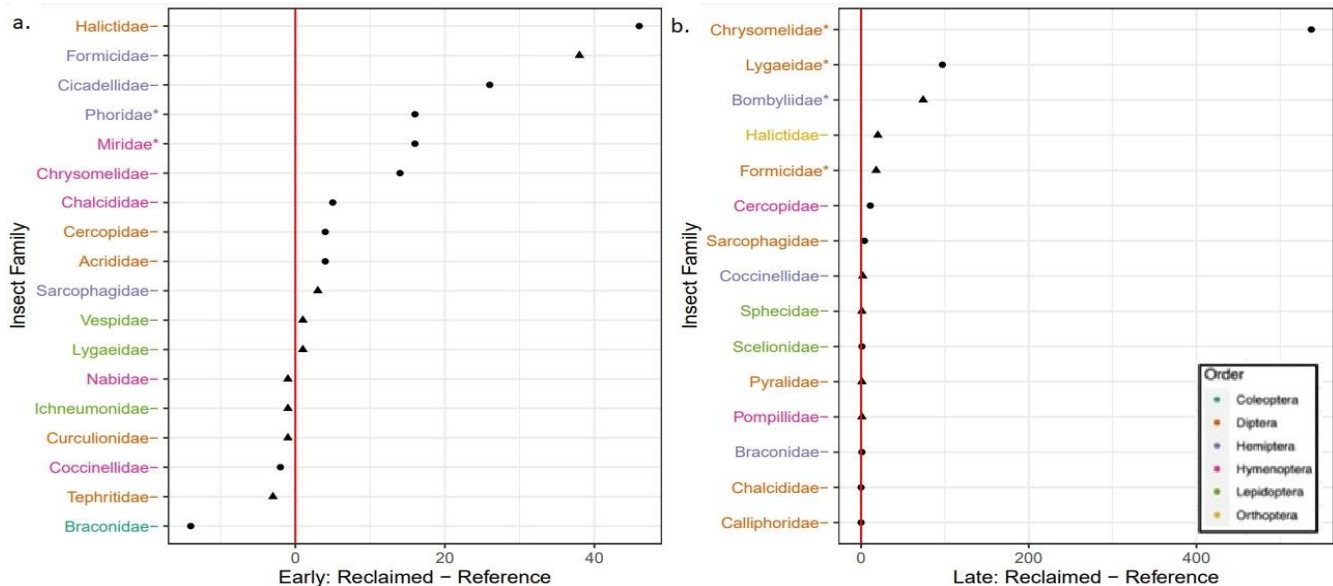 a.
Insect Family
Halictidae–
Formicidae–
Cicadellidae–
Phoridae*
Miridae*
Chrysomelidae–
Chalcididae–
Cercopidae–
Acrididae–
Sarcophagidae–
Vespidae–
Lygaeidae–
Nabidae–
Ichneumonidae–
Curculionidae–
Coccinellidae–
Tephritidae–
Braconidae–
0 20 40
Early: Reclaimed – Reference
b.
Insect Family
Chrysomelidae*
Lygaeidae*
Bombyliidae*
Halictidae–
Formicidae*
Cercopidae–
Sarcophagidae–
Coccinellidae–
Sphecidae–
Scelionidae–
Pyralidae–
Pompillidae–
Braconidae–
Chalcididae–
Calliphoridae–
0 200 400
Late: Reclaimed – Reference
Order
Coleoptera
Diptera
Hemiptera
Hymenoptera
Lepidoptera
Orthoptera